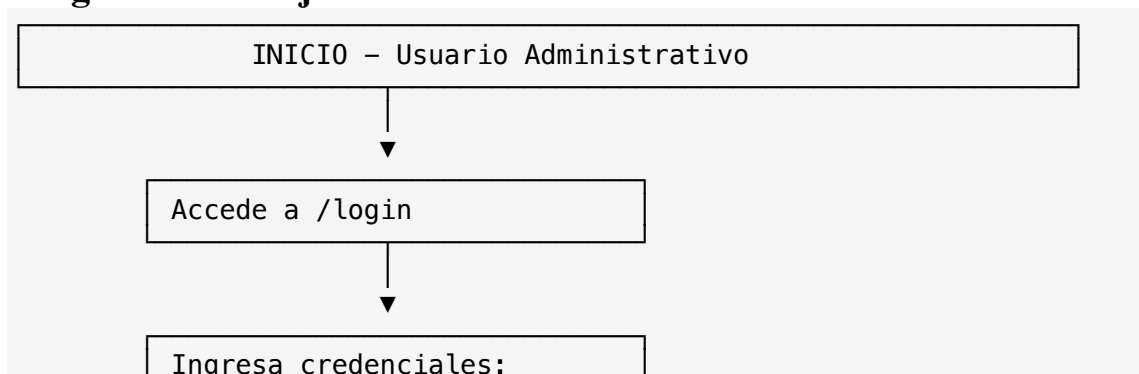 INICIO – Usuario Administrativo
Accede a /login
Ingresa credenciales: